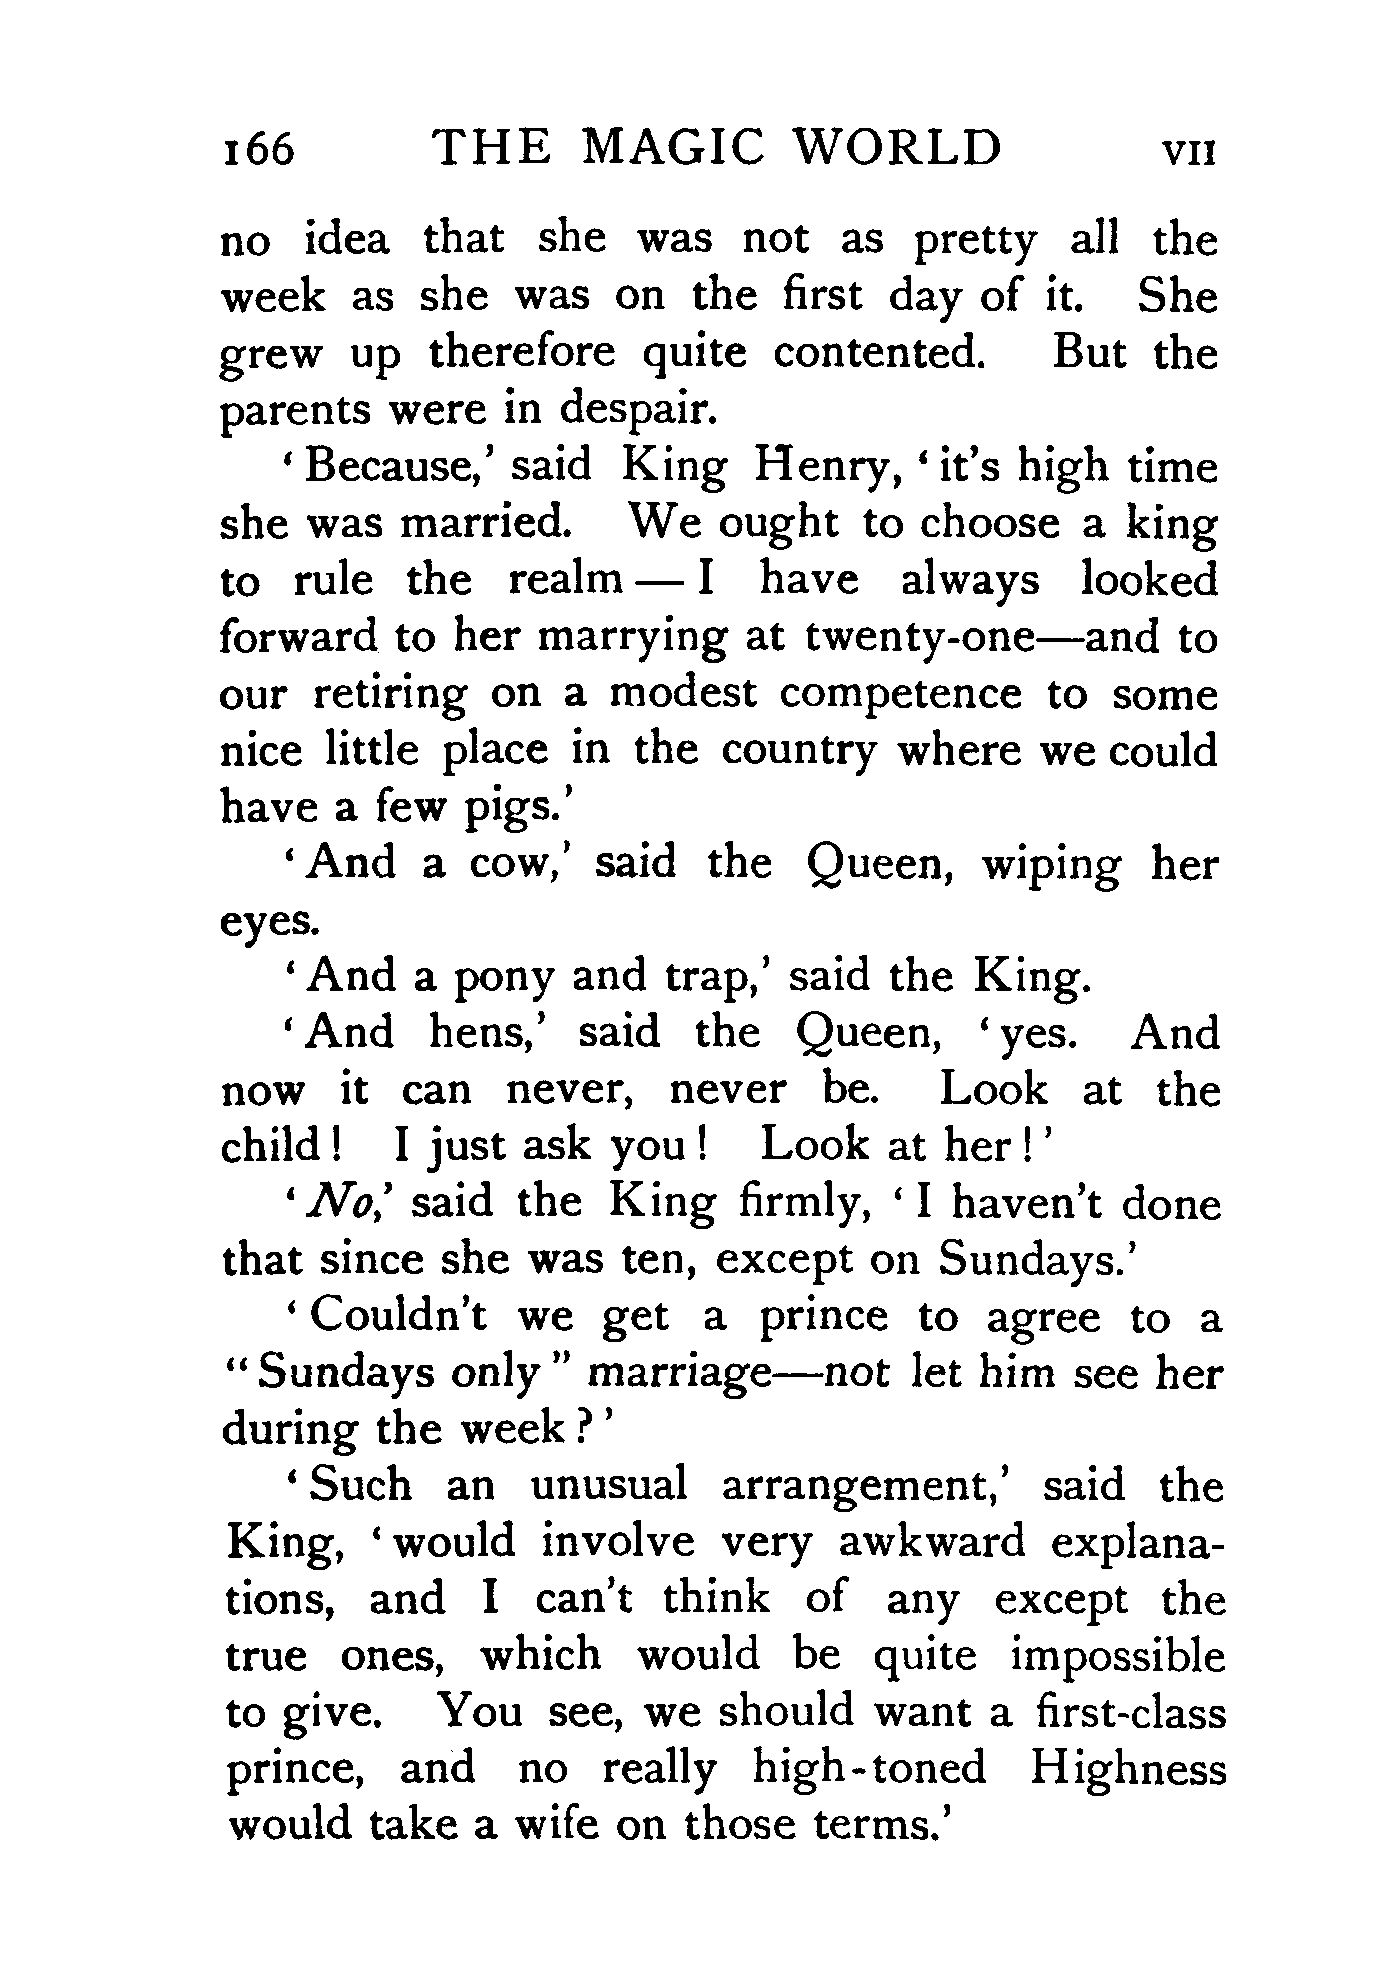 166 THE MAGIC WORLD VII
no idea that she was not as pretty all the
week as she was on the first day of it. She
grew up therefore quite contented. But the
parents were in despair.
‘Because,’ said King Henry, ‘it’s high time
she was married. We ought to choose a king
to rule the realm—I have always looked
forward to her marrying at twenty-one—and to
our retiring on a modest competence to some
nice little place in the country where we could
have a few pigs.’
‘And a cow,’ said the Queen, wiping her
eyes.
‘And a pony and trap,’ said the King.
‘And hens,’ said the Queen, ‘yes. And
now it can never, never be. Look at the
child! I just ask you! Look at her!’
‘No,’ said the King firmly, ‘I haven’t done
that since she was ten, except on Sundays.’
‘Couldn’t we get a prince to agree to a
“Sundays only” marriage—not let him see her
during the week?’
‘Such an unusual arrangement,’ said the
King, ‘would involve very awkward explana-
tions, and I can’t think of any except the
true ones, which would be quite impossible
to give. You see, we should want a first-class
prince, and no really high-toned Highness
would take a wife on those terms.’